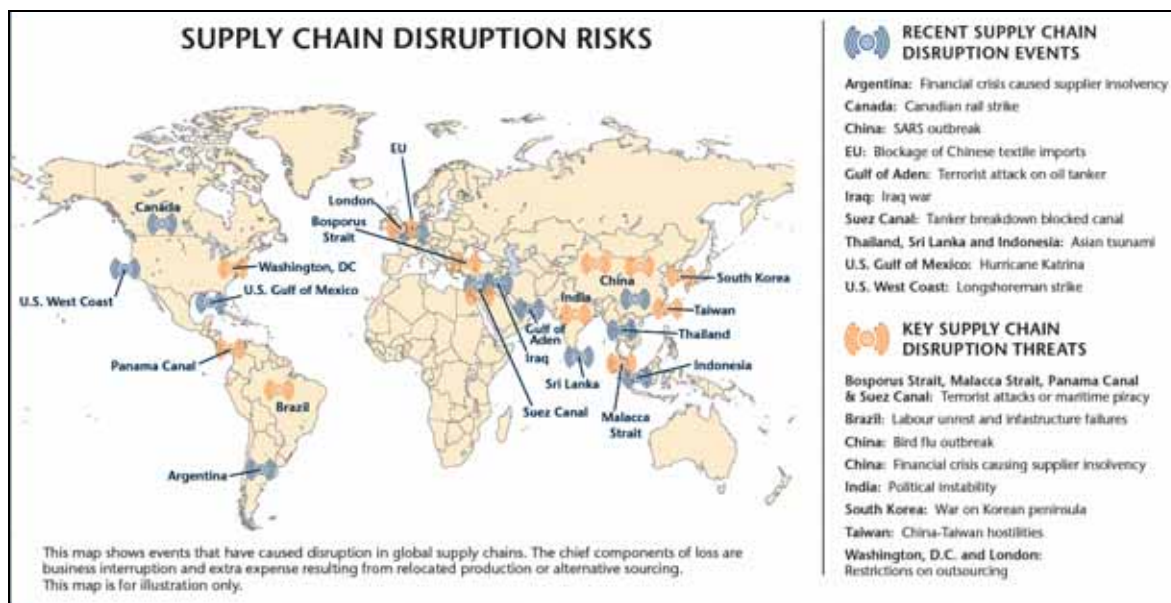 SUPPLY CHAIN DISRUPTION RISKS
EU
London
Bosporus
Strait
Canada
Washington, DC
U.S. West Coast
U.S. Gulf of Mexico
Panama Canal
Brazil
Argentina
China
South Korea
India
Taiwan
Gulf of
Aden
Thailand
Iraq
Indonesia
Sri Lanka
Suez Canal
Malacca
Strait
This map shows events that have caused disruption in global supply chains. The chief components of loss are
business interruption and extra expense resulting from relocated production or alternative sourcing.
This map is for illustration only.
RECENT SUPPLY CHAIN
DISRUPTION EVENTS
Argentina: Financial crisis caused supplier insolvency
Canada: Canadian rail strike
China: SARS outbreak
EU: Blockage of Chinese textile imports
Gulf of Aden: Terrorist attack on oil tanker
Iraq: Iraq war
Suez Canal: Tanker breakdown blocked canal
Thailand, Sri Lanka and Indonesia: Asian tsunami
U.S. Gulf of Mexico: Hurricane Katrina
U.S. West Coast: Longshoreman strike
KEY SUPPLY CHAIN
DISRUPTION THREATS
Bosporus Strait, Malacca Strait, Panama Canal
& Suez Canal: Terrorist attacks or maritime piracy
Brazil: Labour unrest and infastructure failures
China: Bird flu outbreak
China: Financial crisis causing supplier insolvency
India: Political instability
South Korea: War on Korean peninsula
Taiwan: China-Taiwan hostilities
Washington, D.C. and London:
Restrictions on outsourcing